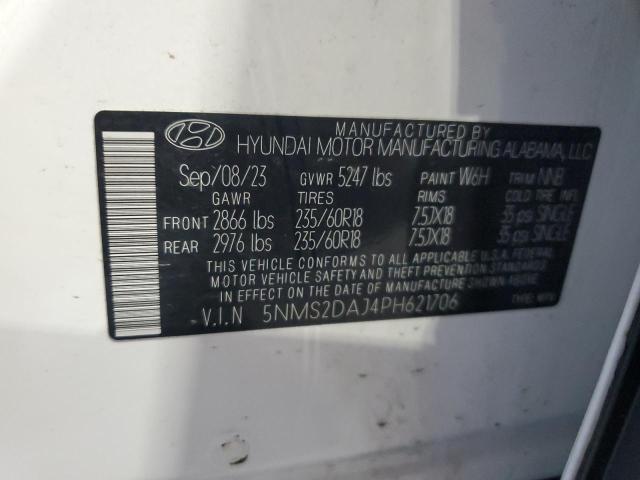 MANUFACTURED BY
HYUNDAI MOTOR MANUFACTURING ALABAMA, LLC
Sep/08/23 GVWR 5247 lbs PAINT W6H TRIM NNB
GAWR TIRES RIMS COLD TIRE INFL.
FRONT 2866 lbs 235/60R18 7.5JX18 35 psi SINGLE
REAR 2976 lbs 235/60R18 7.5JX18 35 psi SINGLE
THIS VEHICLE CONFORMS TO ALL APPLICABLE U.S.A. FEDERAL
MOTOR VEHICLE SAFETY AND THEFT PREVENTION STANDARDS
IN EFFECT ON THE DATE OF MANUFACTURE SHOWN ABOVE.
V.I.N 5NMS2DAJ4PH621706 TYPE: MPV